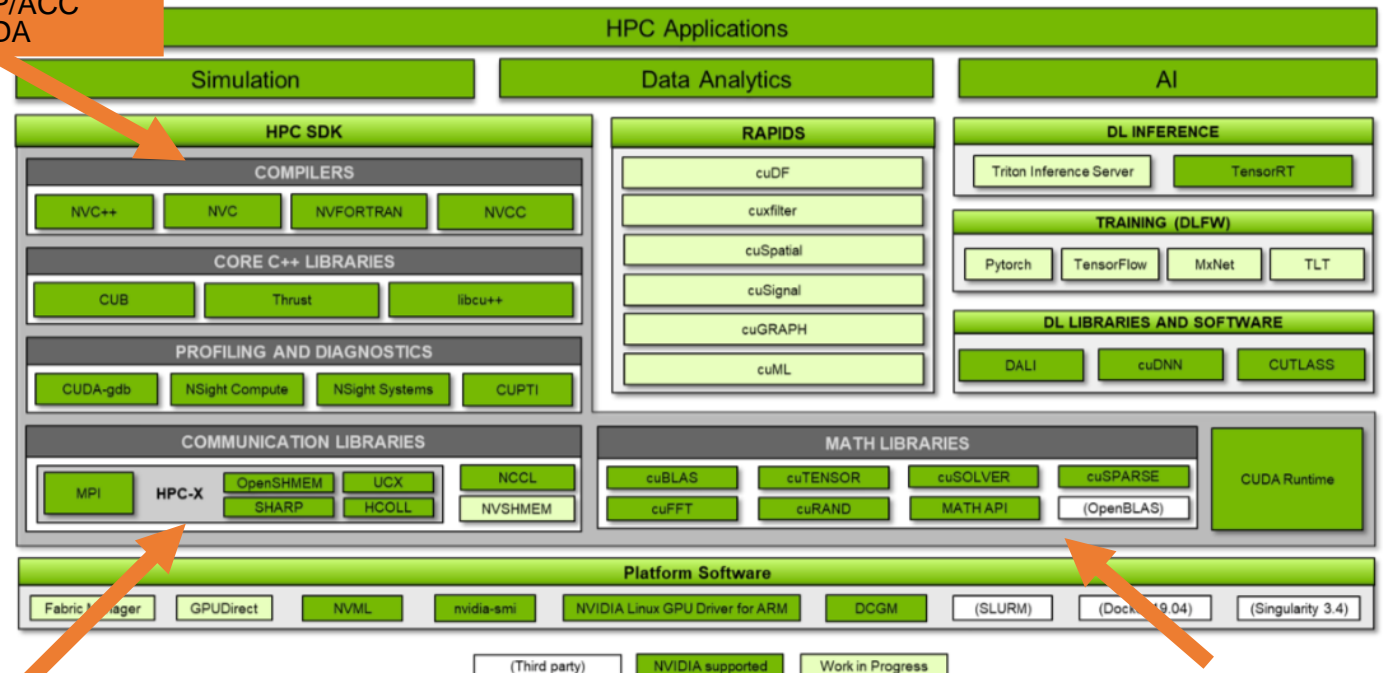 HPC Applications
Simulation
Data Analytics
AI
HPC SDK
COMPILERS
NVC++ NVC NVFORTRAN NVCC
CORE C++ LIBRARIES
CUB Thrust libcu++
PROFILING AND DIAGNOSTICS
CUDA-gdb NSight Compute NSight Systems CUPTI
COMMUNICATION LIBRARIES
MPI HPC-X OpenSHMEM UCX NCCL
SHARP HCOLL NVSHMEM
RAPIDS
cuDF
cuxfilter
cuSpatial
cuSignal
cuGRAPH
cuML
DL INFERENCE
Triton Inference Server TensorRT
TRAINING (DLFW)
Pytorch TensorFlow MxNet TLT
DL LIBRARIES AND SOFTWARE
DALI cuDNN CUTLASS
MATH LIBRARIES
cuBLAS cuTENSOR cuSOLVER cuSPARSE
cuFFT cuRAND MATH API (OpenBLAS)
CUDA Runtime
Platform Software
Fabric GPUDirect NVML nvidia-smi NVIDIA Linux GPU Driver for ARM DCGM (SLURM) (Singularity 3.4)
(Third party) NVIDIA supported Work in Progress